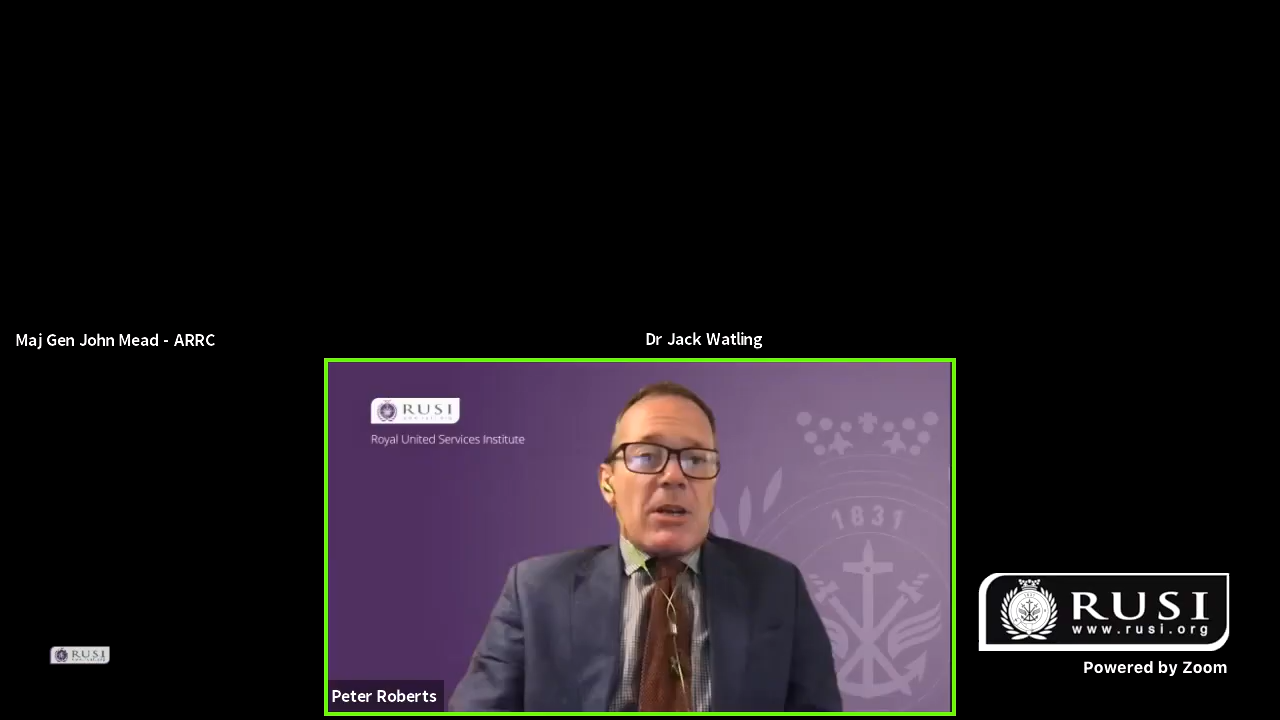 Maj Gen John Mead - ARRC
Dr Jack Watling
RUSI
Royal United Services Institute
1831
RUSI
www.rusi.org
Powered by Zoom
RUSI
Peter Roberts